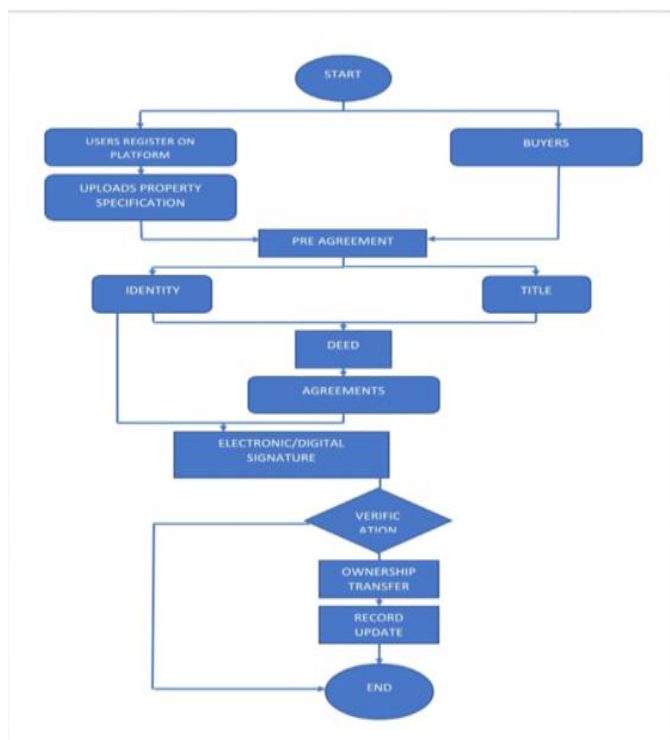 START
USERS REGISTER ON
PLATFORM
BUYERS
UPLOADS PROPERTY
SPECIFICATION
PRE AGREEMENT
IDENTITY
TITLE
DEED
AGREEMENTS
ELECTRONIC/DIGITAL
SIGNATURE
VERIFIC
ATION
OWNERSHIP
TRANSFER
RECORD
UPDATE
END